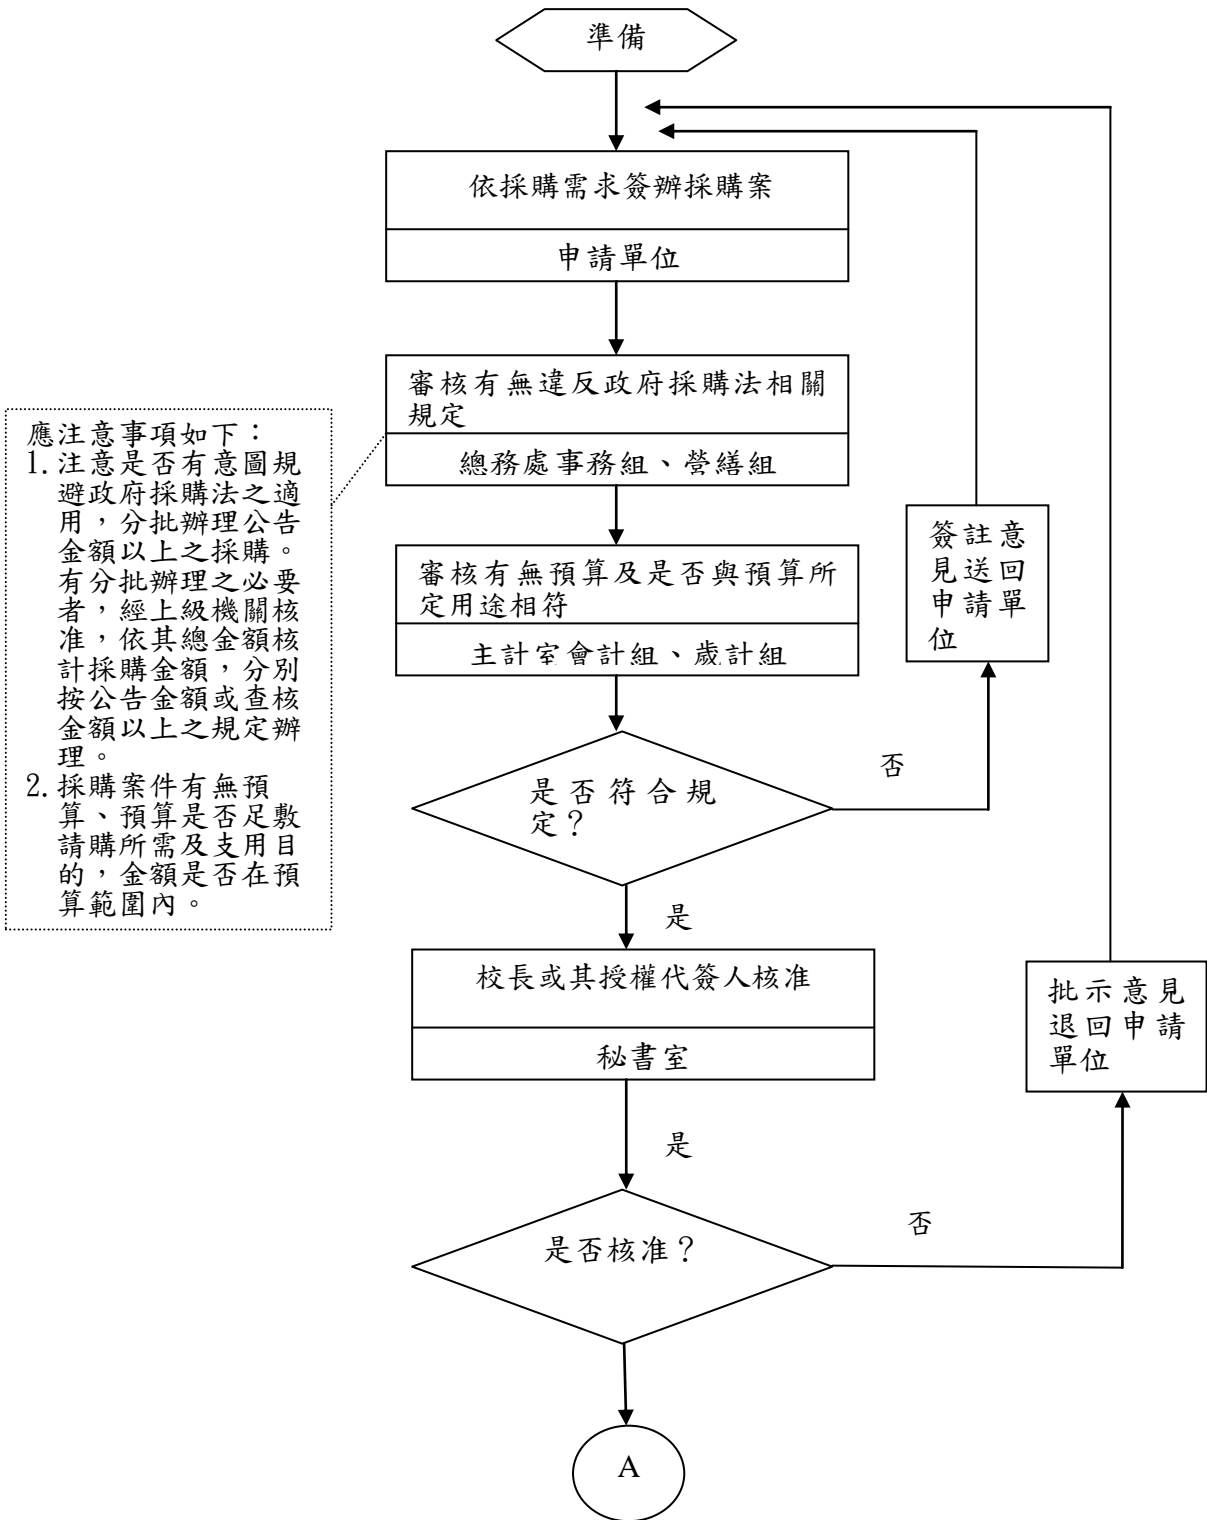 準備
依採購需求簽辦採購案
申請單位
審核有無違反政府採購法相關
規定
總務處事務組、營繕組
應注意事項如下：
1. 注意是否有意圖規
避政府採購法之適
用，分批辦理公告
金額以上之採購。
有分批辦理之必要
者，經上級機關核
准，依其總金額核
計採購金額，分別
按公告金額或查核
金額以上之規定辦
理。
2. 採購案件有無預
算、預算是否足敷
請購所需及支用目
的，金額是否在預
算範圍內。
審核有無預算及是否與預算所
定用途相符
主計室會計組、歲計組
簽註意
見送回
申請單
位
是否符合規
定？
否
是
校長或其授權代簽人核准
秘書室
批示意見
退回申請
單位
是
是否核准？
否
A